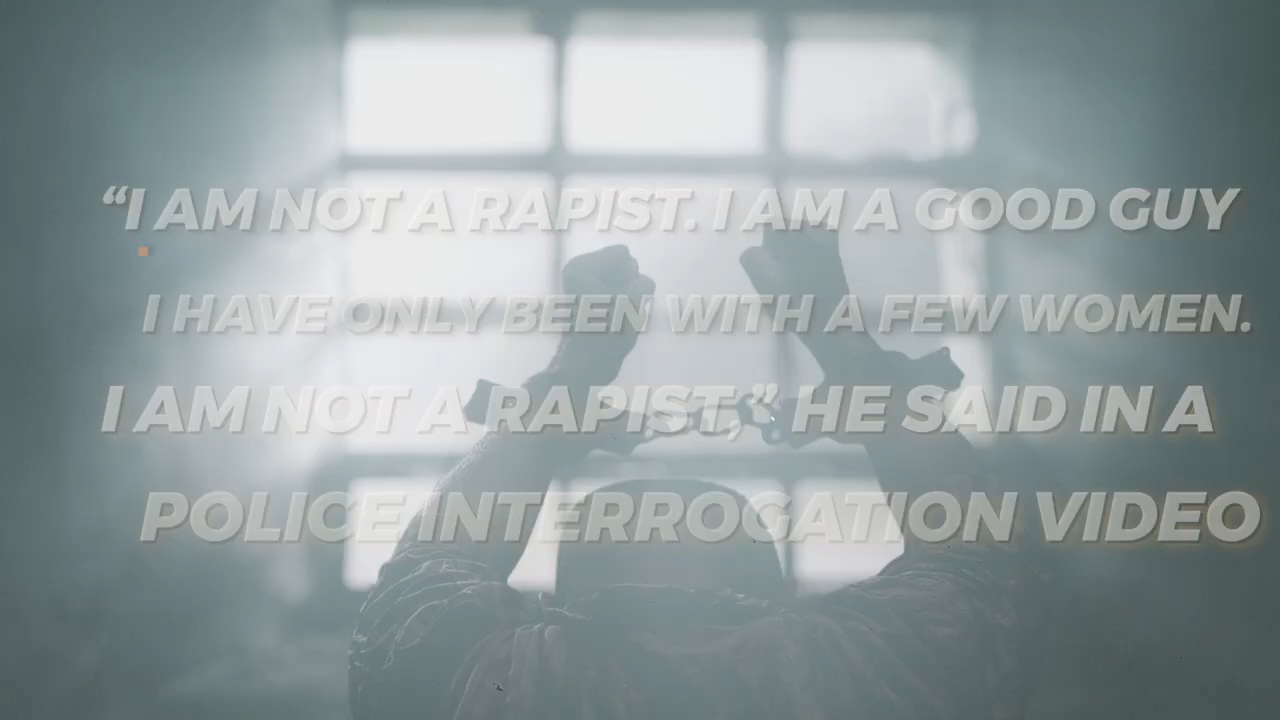 “I AM NOT A RAPIST. I AM A GOOD GUY
I HAVE ONLY BEEN WITH A FEW WOMEN.
I AM NOT A RAPIST,” HE SAID IN A
POLICE INTERROGATION VIDEO